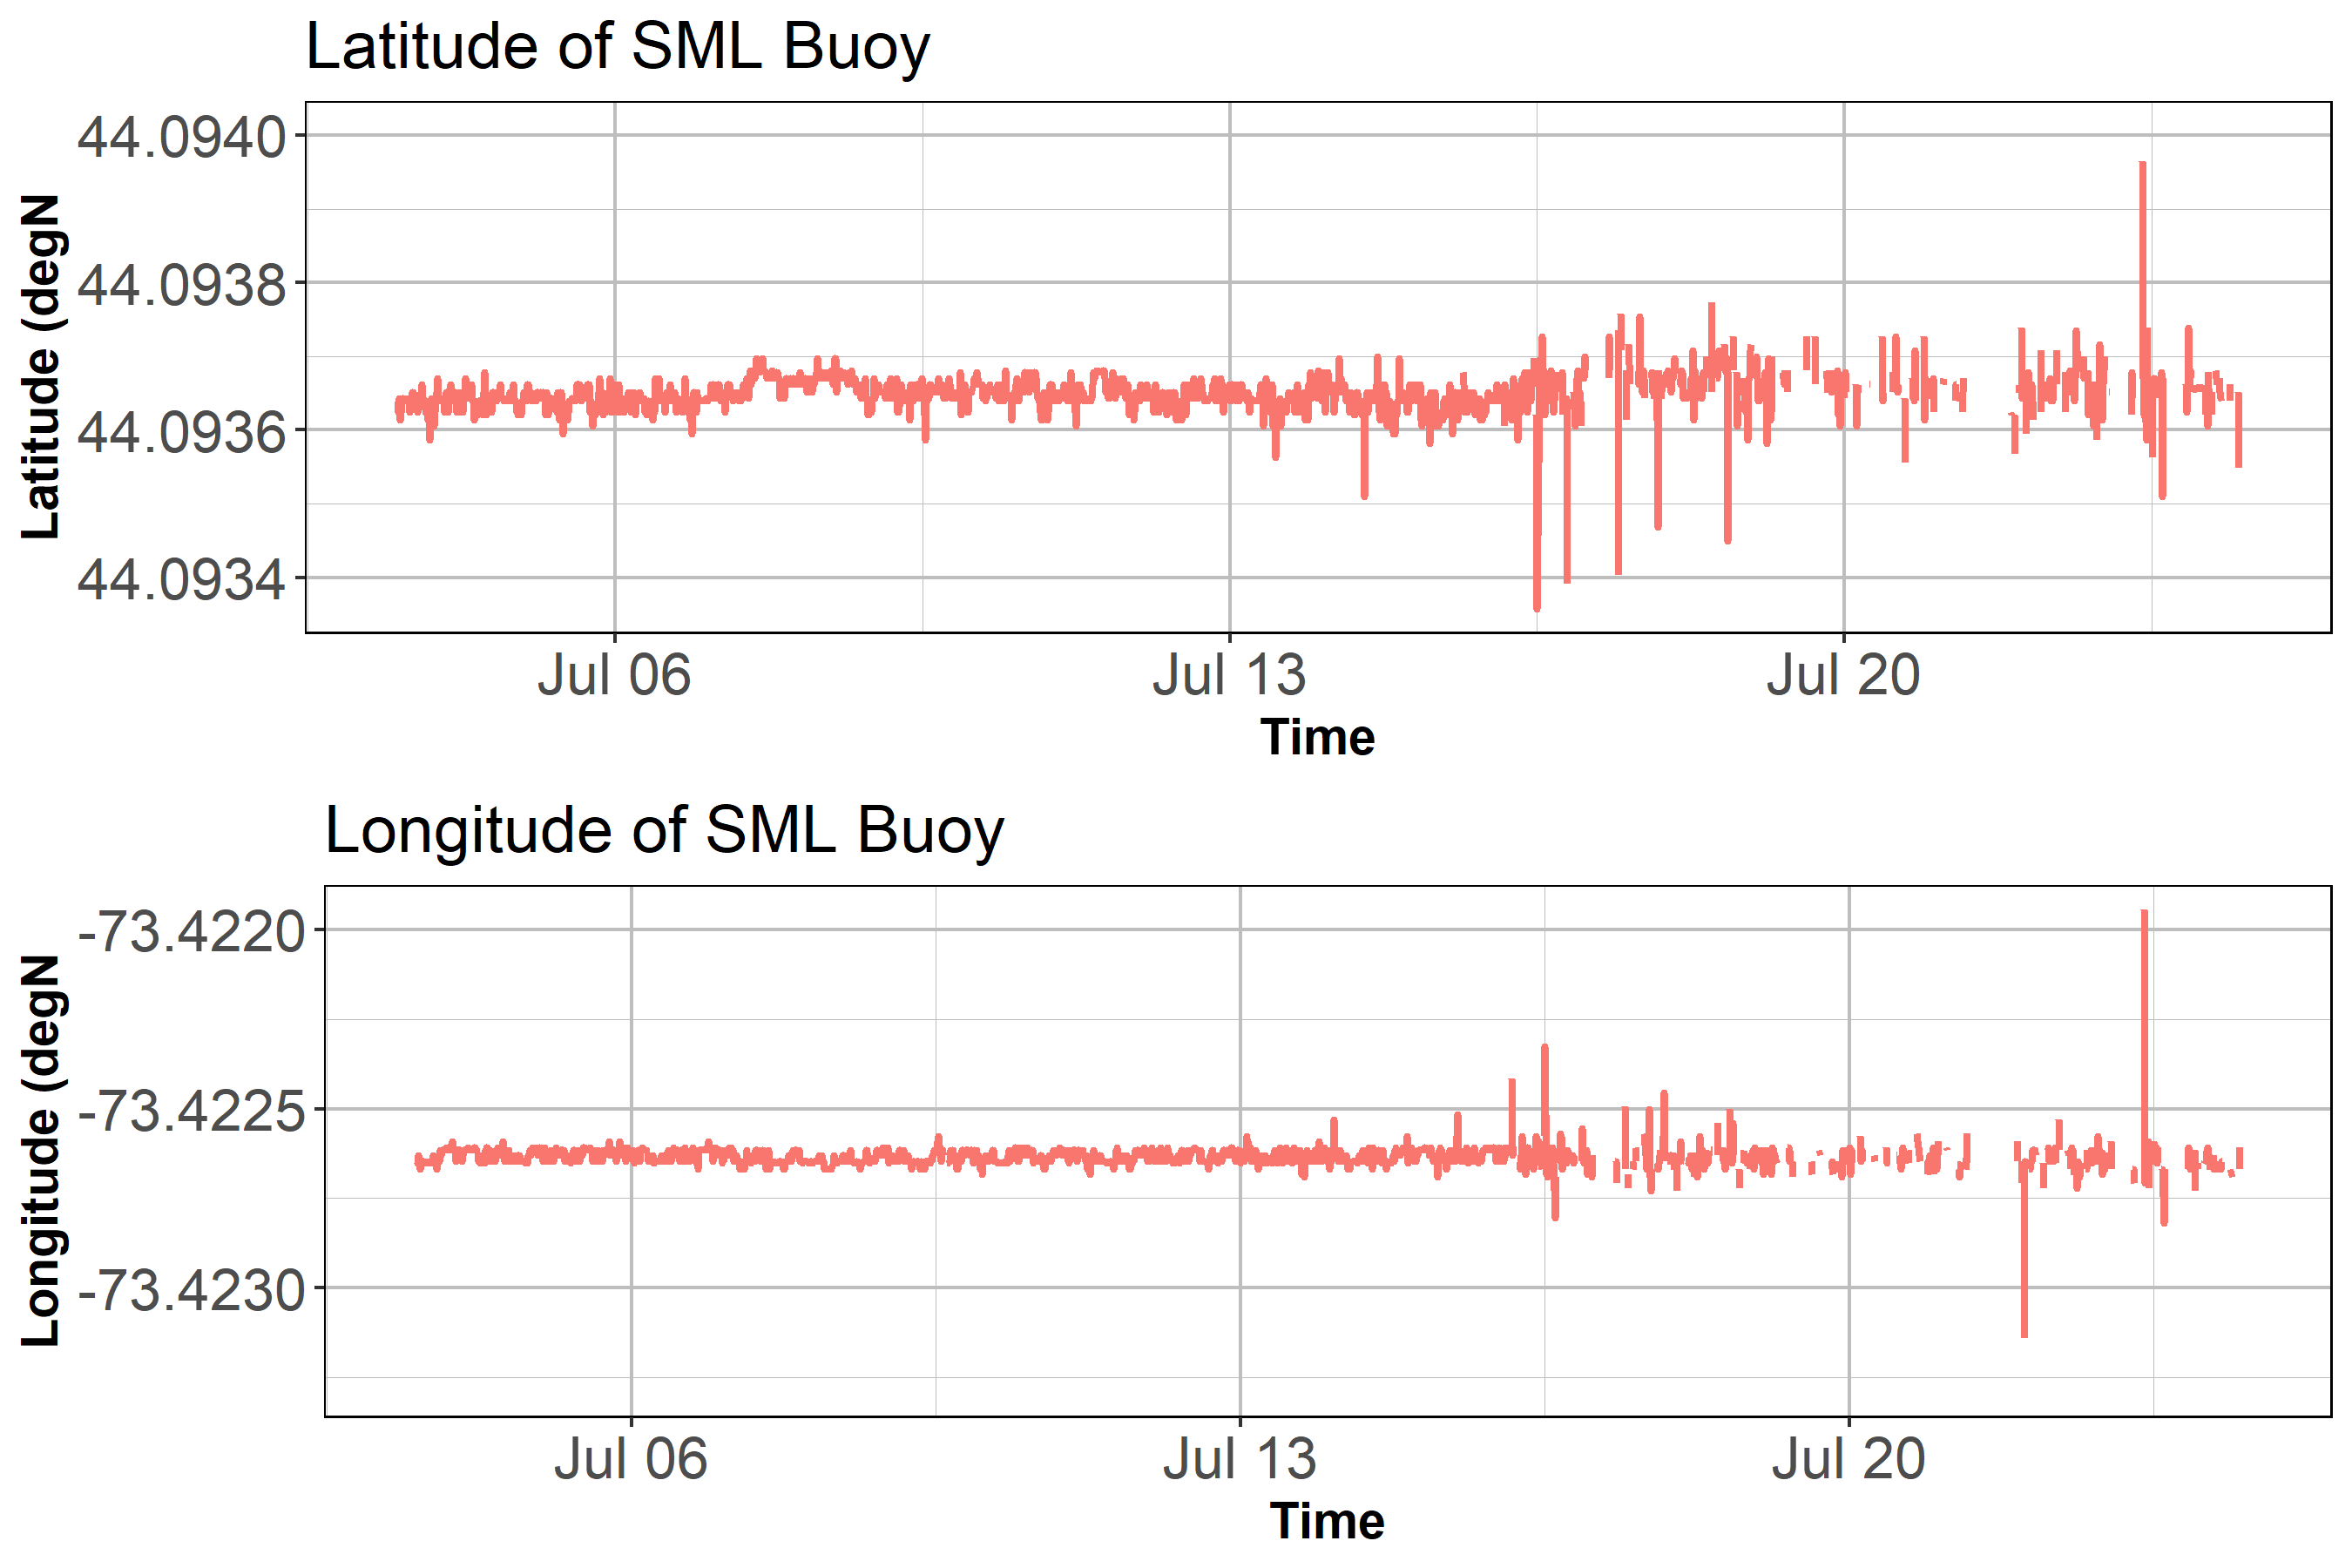 Latitude of SML Buoy
Latitude (degN
44.0940
44.0938
44.0936
44.0934
Jul 06
Jul 13
Jul 20
Time
Longitude of SML Buoy
Longitude (degN
-73.4220
-73.4225
-73.4230
Jul 06
Jul 13
Jul 20
Time